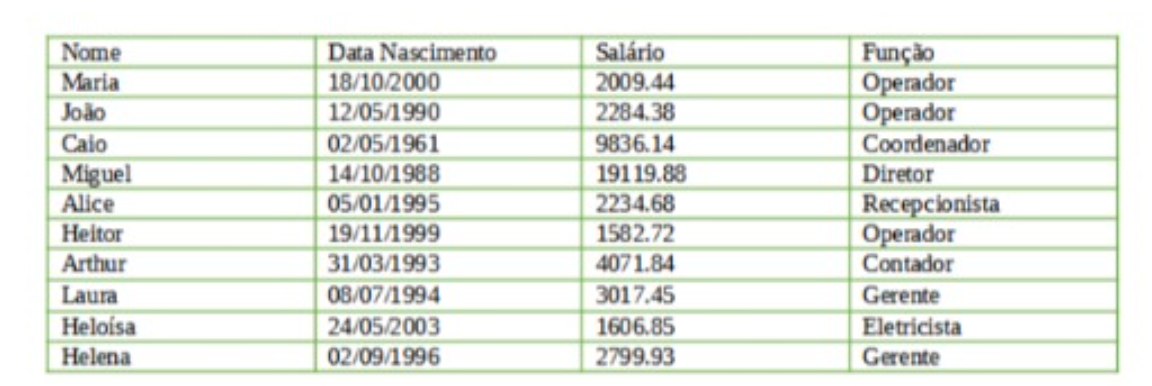 Nome Data Nascimento Salário Função
Maria 18/10/2000 2009.44 Operador
João 12/05/1990 2284.38 Operador
Caio 02/05/1961 9836.14 Coordenador
Miguel 14/10/1988 19119.88 Diretor
Alice 05/01/1995 2234.68 Recepcionista
Heitor 19/11/1999 1582.72 Operador
Arthur 31/03/1993 4071.84 Contador
Laura 08/07/1994 3017.45 Gerente
Heloísa 24/05/2003 1606.85 Eletricista
Helena 02/09/1996 2799.93 Gerente